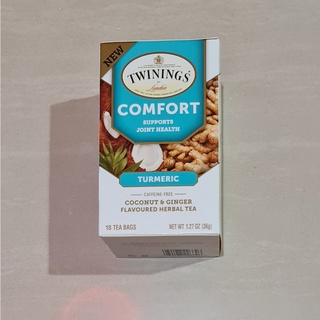 NEW
TWININGS
of London
COMFORT
SUPPORTS
JOINT HEALTH
TURMERIC
CAFFEINE-FREE
COCONUT & GINGER
FLAVOURED HERBAL TEA
18 TEA BAGS NET WT 1.27 OZ (36g)